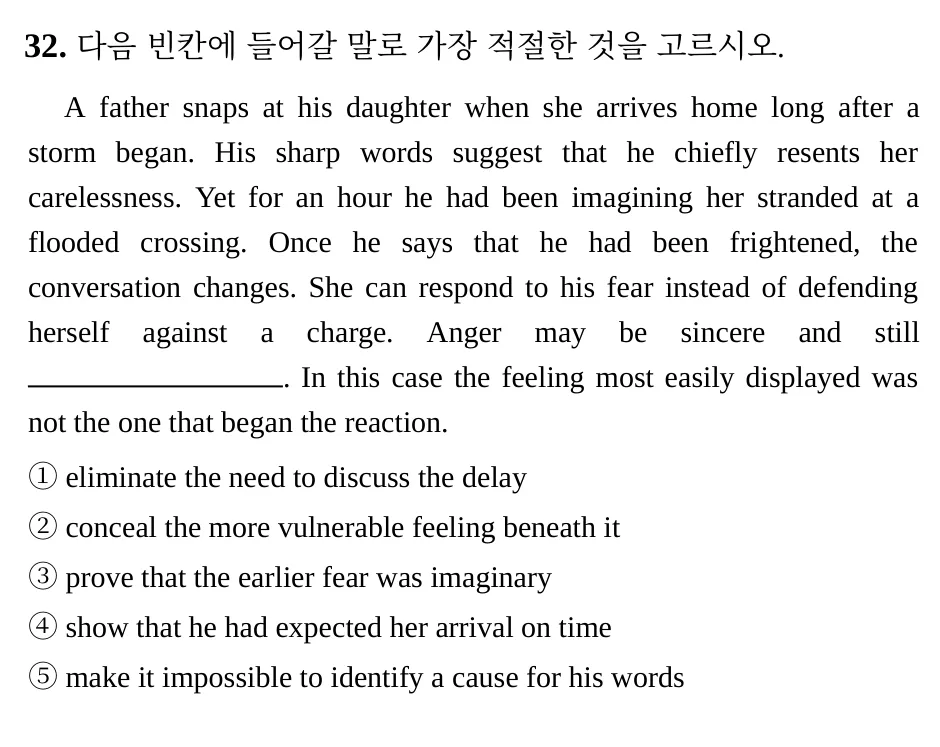 32. 다음 빈칸에 들어갈 말로 가장 적절한 것을 고르시오.
A father snaps at his daughter when she arrives home long after a
storm began. His sharp words suggest that he chiefly resents her
carelessness. Yet for an hour he had been imagining her stranded at a
flooded crossing. Once he says that he had been frightened, the
conversation changes. She can respond to his fear instead of defending
herself against a charge. Anger may be sincere and still
. In this case the feeling most easily displayed was
not the one that began the reaction.
① eliminate the need to discuss the delay
② conceal the more vulnerable feeling beneath it
③ prove that the earlier fear was imaginary
④ show that he had expected her arrival on time
⑤ make it impossible to identify a cause for his words